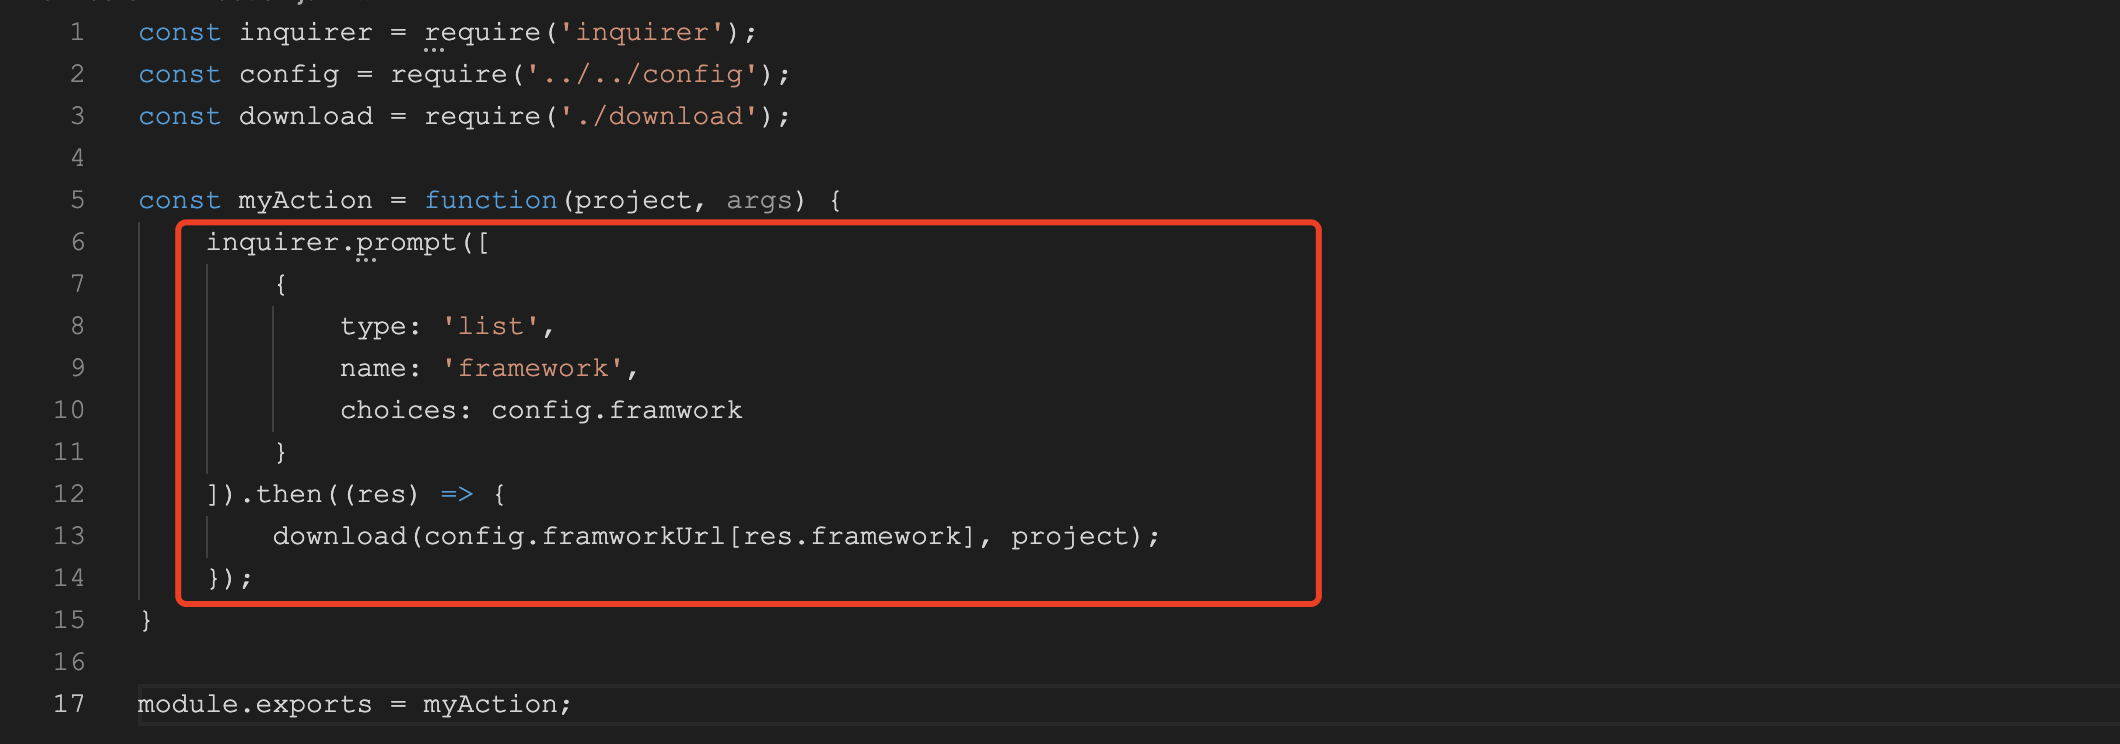 1 const inquirer = require('inquirer');
2 const config = require('../../config');
3 const download = require('./download');
4
5 const myAction = function(project, args) {
6 inquirer.prompt([
7 {
8 type: 'list',
9 name: 'framework',
10 choices: config.framwork
11 }
12 ]).then((res) => {
13 download(config.framworkUrl[res.framework], project);
14 });
15 }
16
17 module.exports = myAction;